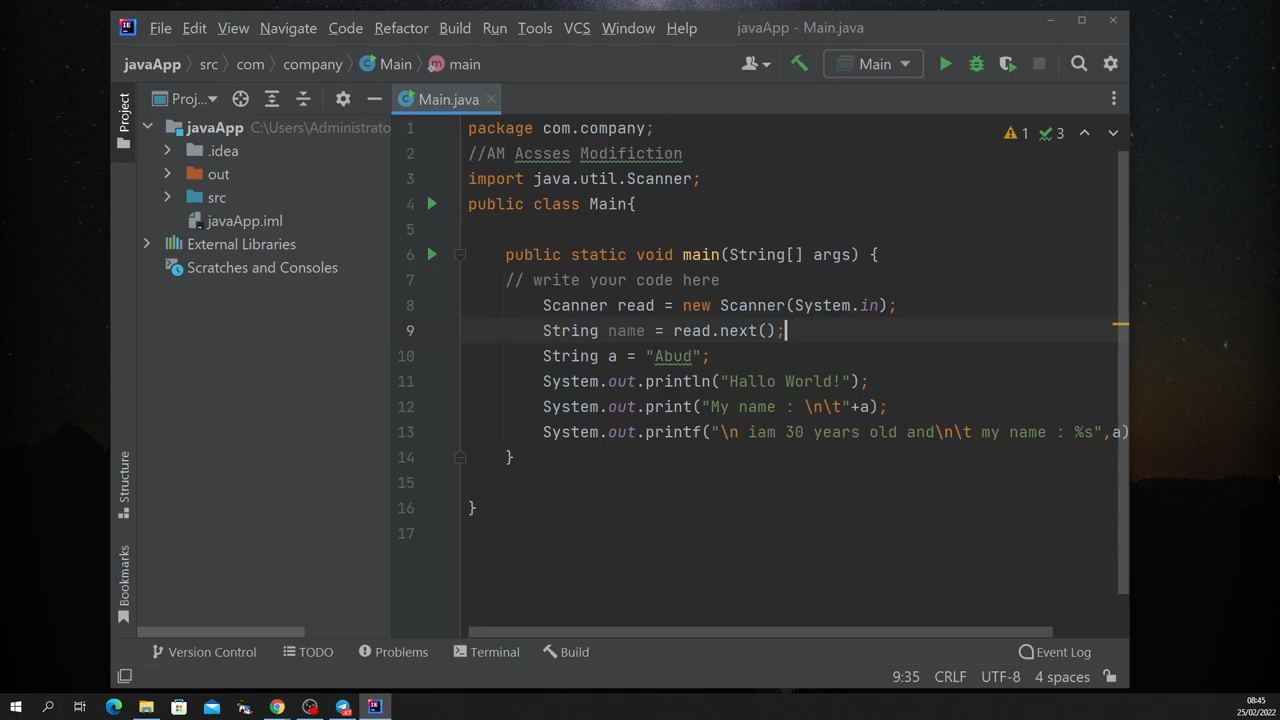 File Edit View Navigate Code Refactor Build Run Tools VCS Window Help javaApp - Main.java
javaApp src com company Main main Main
Project Proj... Main.java
javaApp C:\Users\Administrato
.idea
out
src
javaApp.iml
External Libraries
Scratches and Consoles
1 package com.company;
2 //AM Acsses Modifiction
3 import java.util.Scanner;
4 public class Main{
5
6 public static void main(String[] args) {
7 // write your code here
8 Scanner read = new Scanner(System.in);
9 String name = read.next();
10 String a = "Abud";
11 System.out.println("Hallo World!");
12 System.out.print("My name : \n\t"+a);
13 System.out.printf("\n iam 30 years old and\n\t my name : %s",a)
14 }
15
16 }
17
1 3
Structure
Bookmarks
Version Control TODO Problems Terminal Build Event Log
9:35 CRLF UTF-8 4 spaces
08:45
25/02/2022